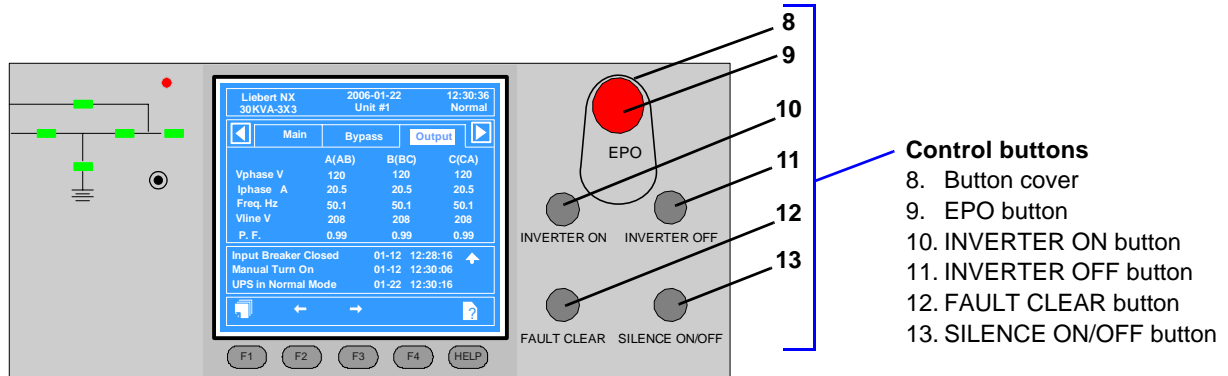 8
9
10
11
12
13
Liebert NX 2006-01-22 12:30:36
30KVA-3X3 Unit #1 Normal
Main Bypass Output
A(AB) B(BC) C(CA)
Vphase V 120 120 120
Iphase A 20.5 20.5 20.5
Freq. Hz 50.1 50.1 50.1
Vline V 208 208 208
P. F. 0.99 0.99 0.99
Input Breaker Closed 01-12 12:28:16
Manual Turn On 01-12 12:30:06
UPS in Normal Mode 01-22 12:30:16
?
F1 F2 F3 F4 HELP
EPO
INVERTER ON INVERTER OFF
FAULT CLEAR SILENCE ON/OFF
Control buttons
8. Button cover
9. EPO button
10. INVERTER ON button
11. INVERTER OFF button
12. FAULT CLEAR button
13. SILENCE ON/OFF button